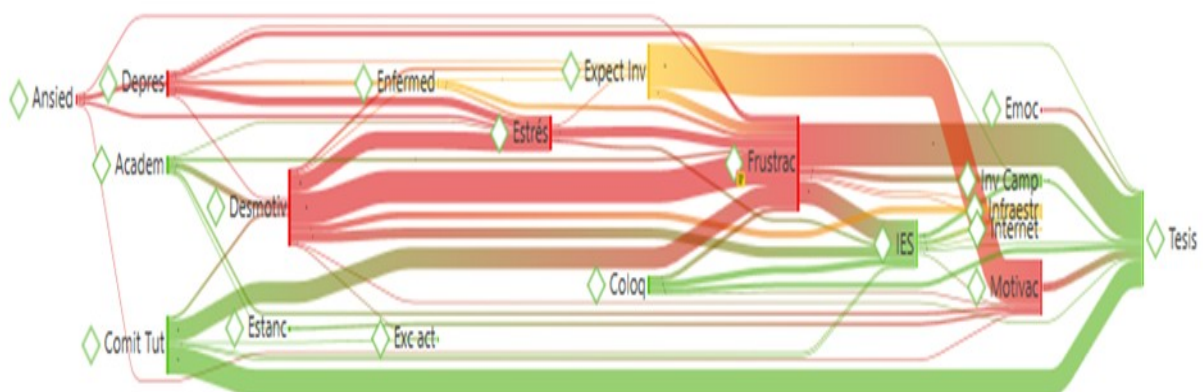 Ansied
Depres
Enfermed
Expect Inv
Emoc
Estrés
Academ
Frustrac
Inv Camp
Desmotiv
Infraestr
Internet
IES
Tesis
Coloq
Motivac
Estanc
Exc act
Comit Tut